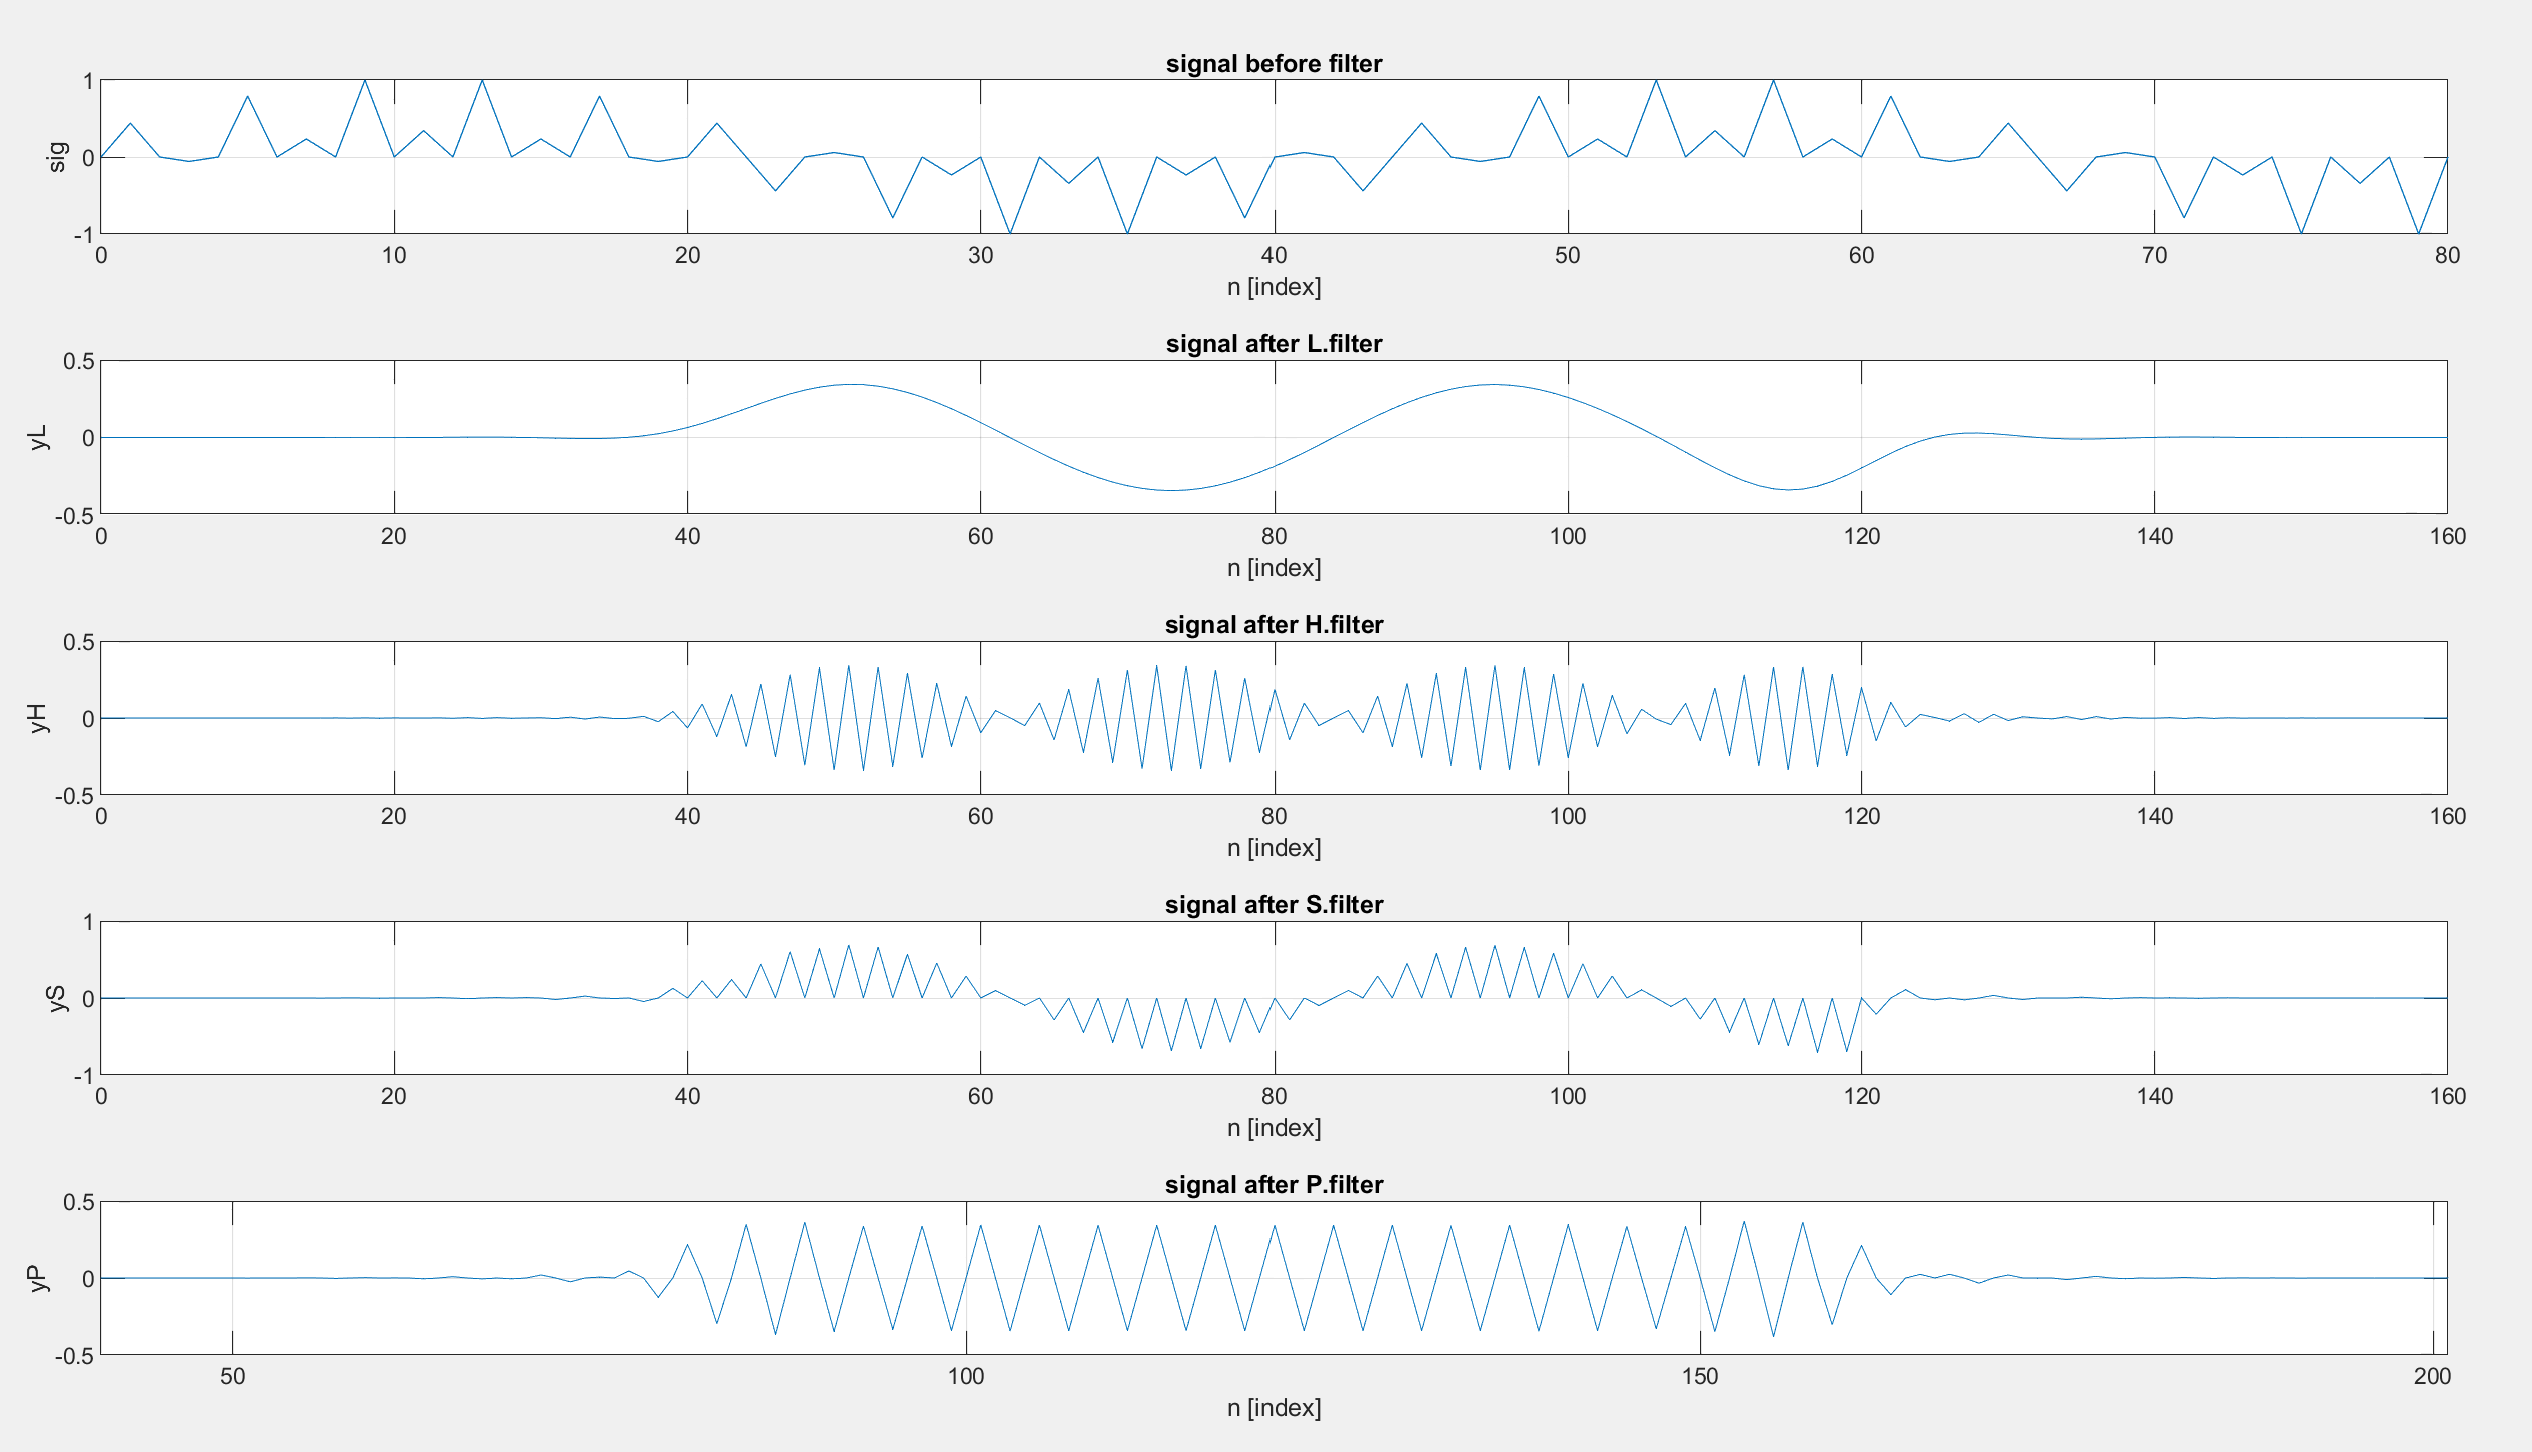 signal before filter
sig
1
0
-1
0 10 20 30 40 50 60 70 80
n [index]
signal after L.filter
yL
0.5
0
-0.5
0 20 40 60 80 100 120 140 160
n [index]
signal after H.filter
yH
0.5
0
-0.5
0 20 40 60 80 100 120 140 160
n [index]
signal after S.filter
yS
1
0
-1
0 20 40 60 80 100 120 140 160
n [index]
signal after P.filter
yP
0.5
0
-0.5
50 100 150 200
n [index]